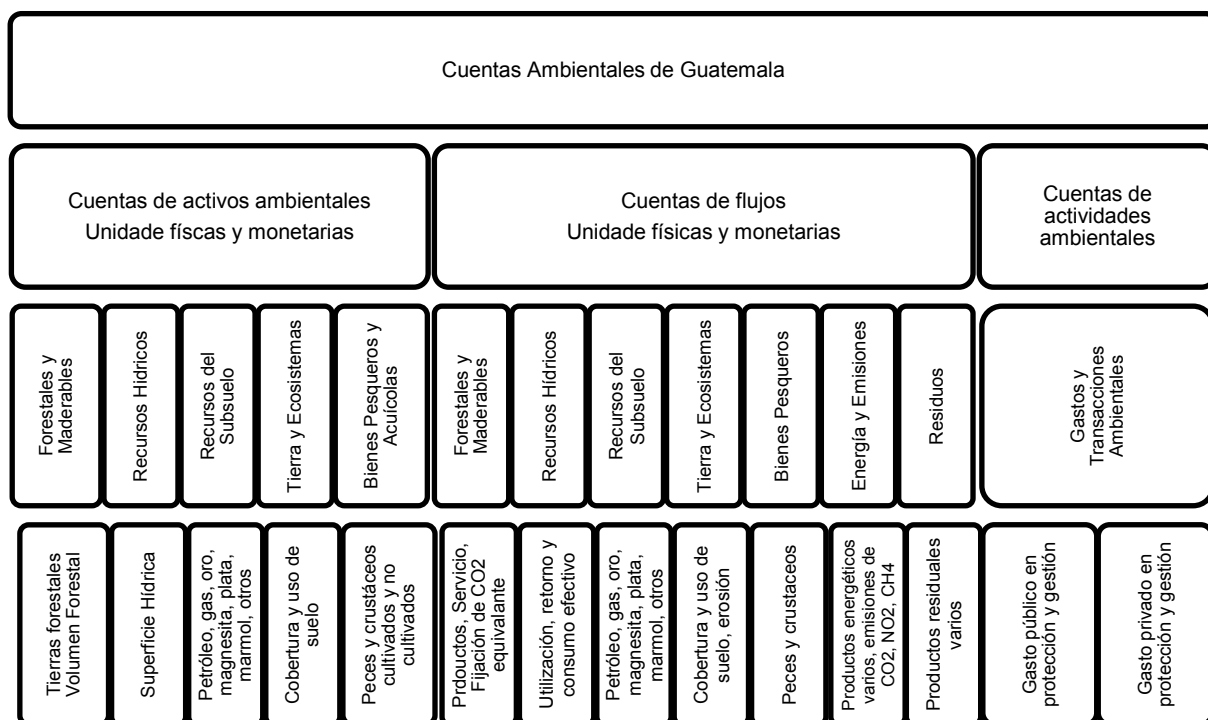 Cuentas Ambientales de Guatemala
Cuentas de activos ambientales
Unidade físcas y monetarias
Cuentas de flujos
Unidade físicas y monetarias
Cuentas de
actividades
ambientales
Forestales y
Maderables
Recursos Hídricos
Recursos del
Subsuelo
Tierra y Ecosistemas
Bienes Pesqueros y
Acuícolas
Forestales y
Maderables
Recursos Hídricos
Recursos del
Subsuelo
Tierra y Ecosistemas
Bienes Pesqueros
Energía y Emisiones
Residuos
Gastos y
Transacciones
Ambientales
Tierras forestales
Volumen Forestal
Superficie Hídrica
Petróleo, gas, oro,
magnesita, plata,
marmol, otros
Cobertura y uso de
suelo
Peces y crustáceos
cultivados y no
cultivados
Prdoductos, Servicio,
Fijación de CO2
equivalante
Utilización, retorno y
consumo efectivo
Petróleo, gas, oro,
magnesita, plata,
marmol, otro
Cobertura y uso de
suelo, erosión
Peces y crustaceos
Productos energéticos
varios, emisiones de
CO2, NO2, CH4
Productos residuales
varios
Gasto público en
protección y gestión
Gasto privado en
protección y gestión